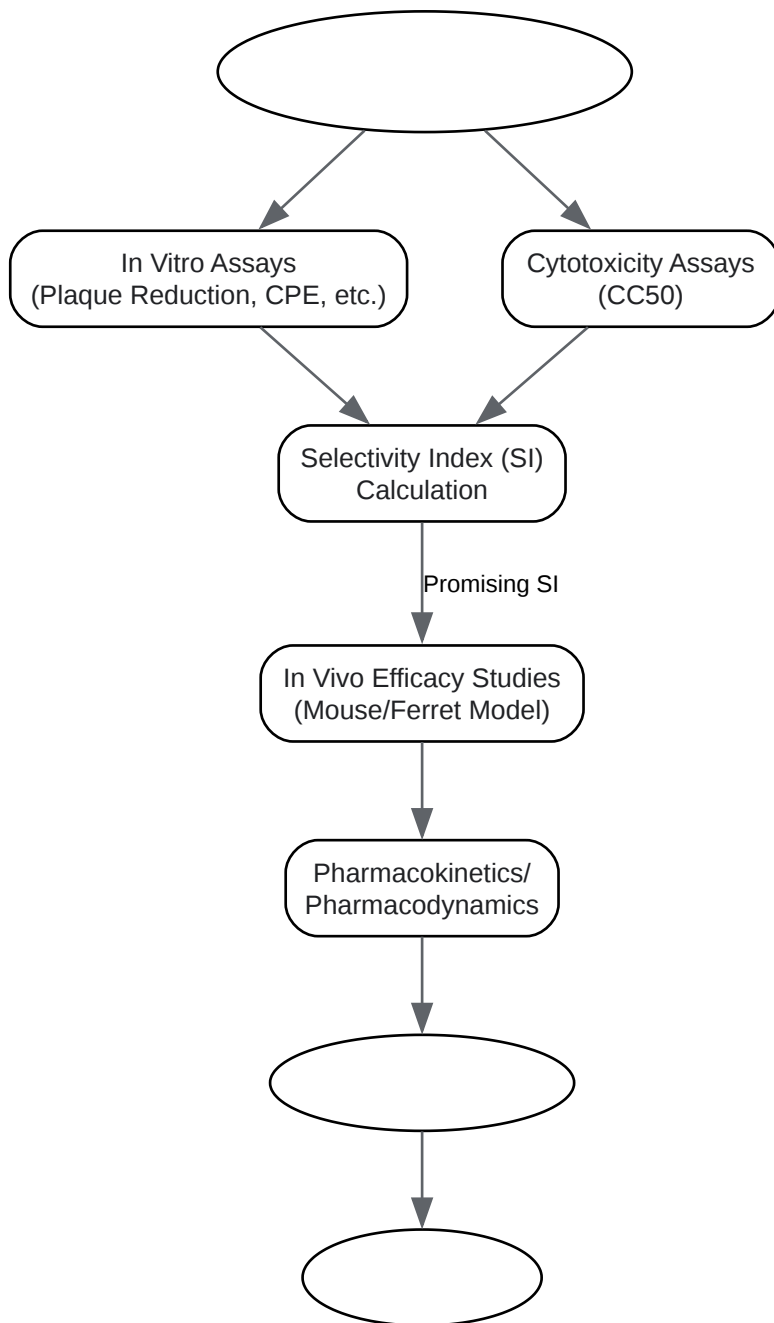 In Vitro Assays
(Plaque Reduction, CPE, etc.)
Cytotoxicity Assays
(CC50)
Selectivity Index (SI)
Calculation
Promising SI
In Vivo Efficacy Studies
(Mouse/Ferret Model)
Pharmacokinetics/
Pharmacodynamics